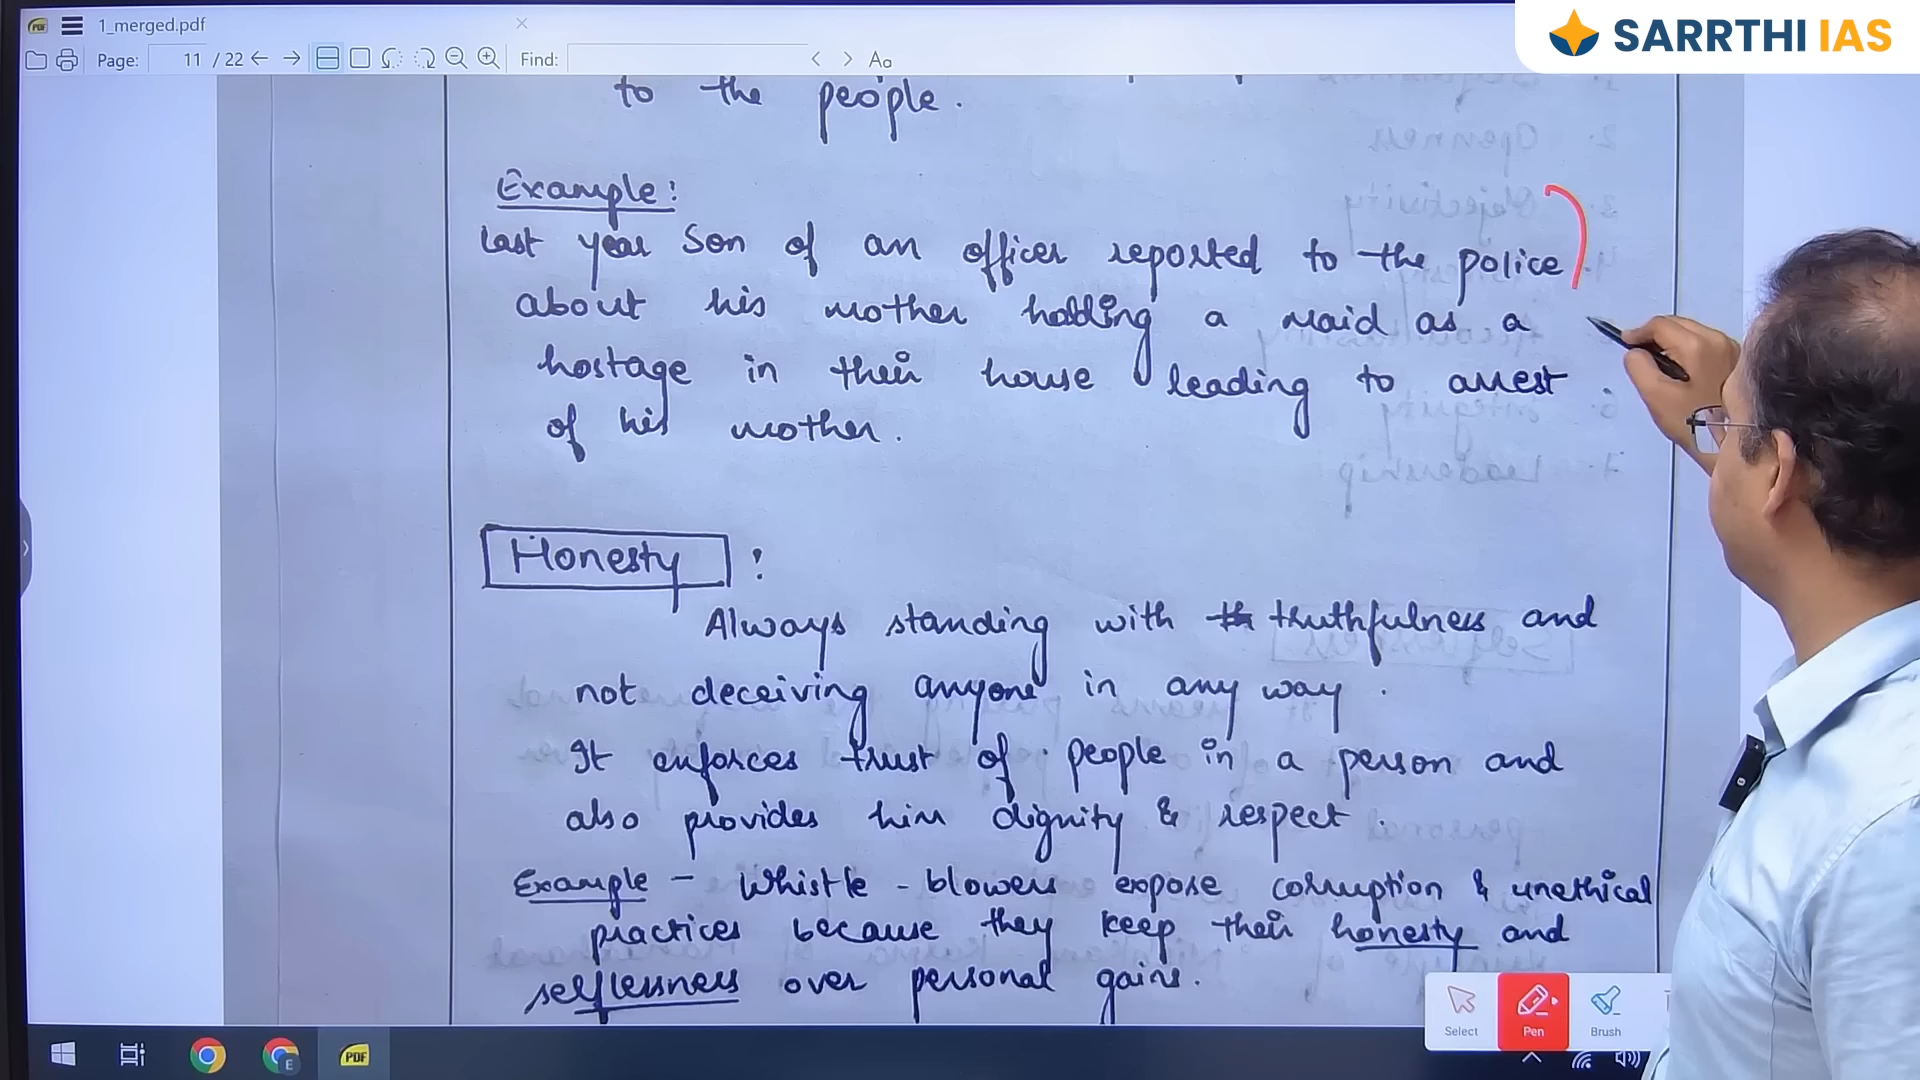 1_merged.pdf
SARRTHI IAS
Page: 11 / 22 Find: Aa
to the people.
Example:
Last year Son of an officer reported to the police
about his mother holding a maid as a
hostage in their house leading to arrest
of his mother.
Honesty :
Always standing with truthfulness and
not deceiving anyone in any way.
It enforces trust of people in a person and
also provides him dignity & respect.
Example - Whistle-blowers expose corruption & unethical
practices because they keep their honesty and
selflessness over personal gains.
Select Pen Brush
PDF